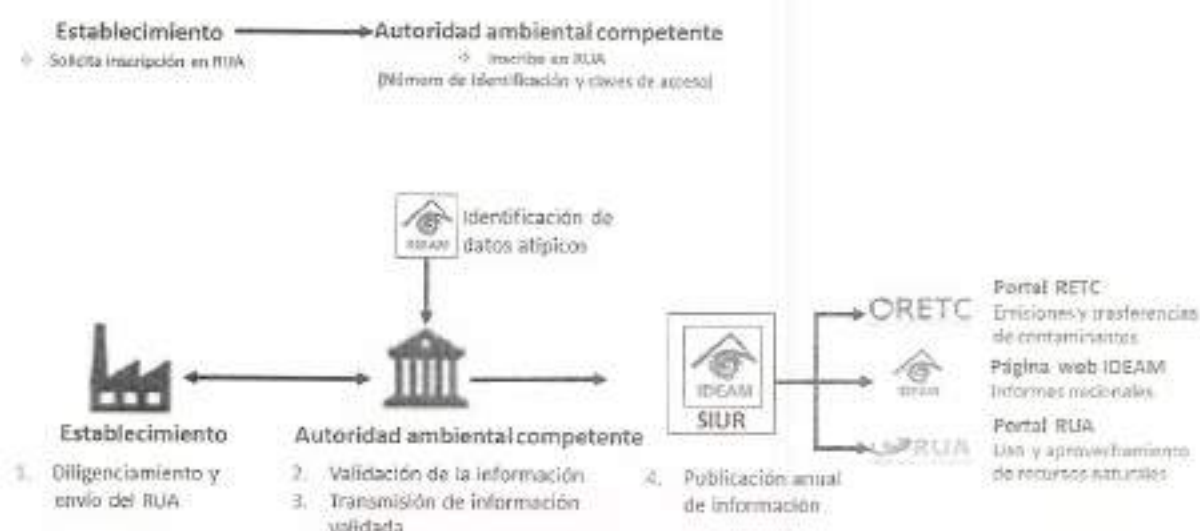 Establecimiento
Autoridad ambiental competente
Solicita inscripción en RUA
Inscribe en RUA
(Número de identificación y claves de acceso)
IDEAM
Identificación de
datos atípicos
Establecimiento
1. Diligenciamiento y
envío del RUA
Autoridad ambiental competente
2. Validación de la información
3. Transmisión de información
validada
IDEAM
SIUR
4. Publicación anual
de información
ORETC
Portal RETC
Emisiones y trasferencias
de contaminantes
IDEAM
Página web IDEAM
Informes nacionales
RUA
Portal RUA
Uso y aprovechamiento
de recursos naturales